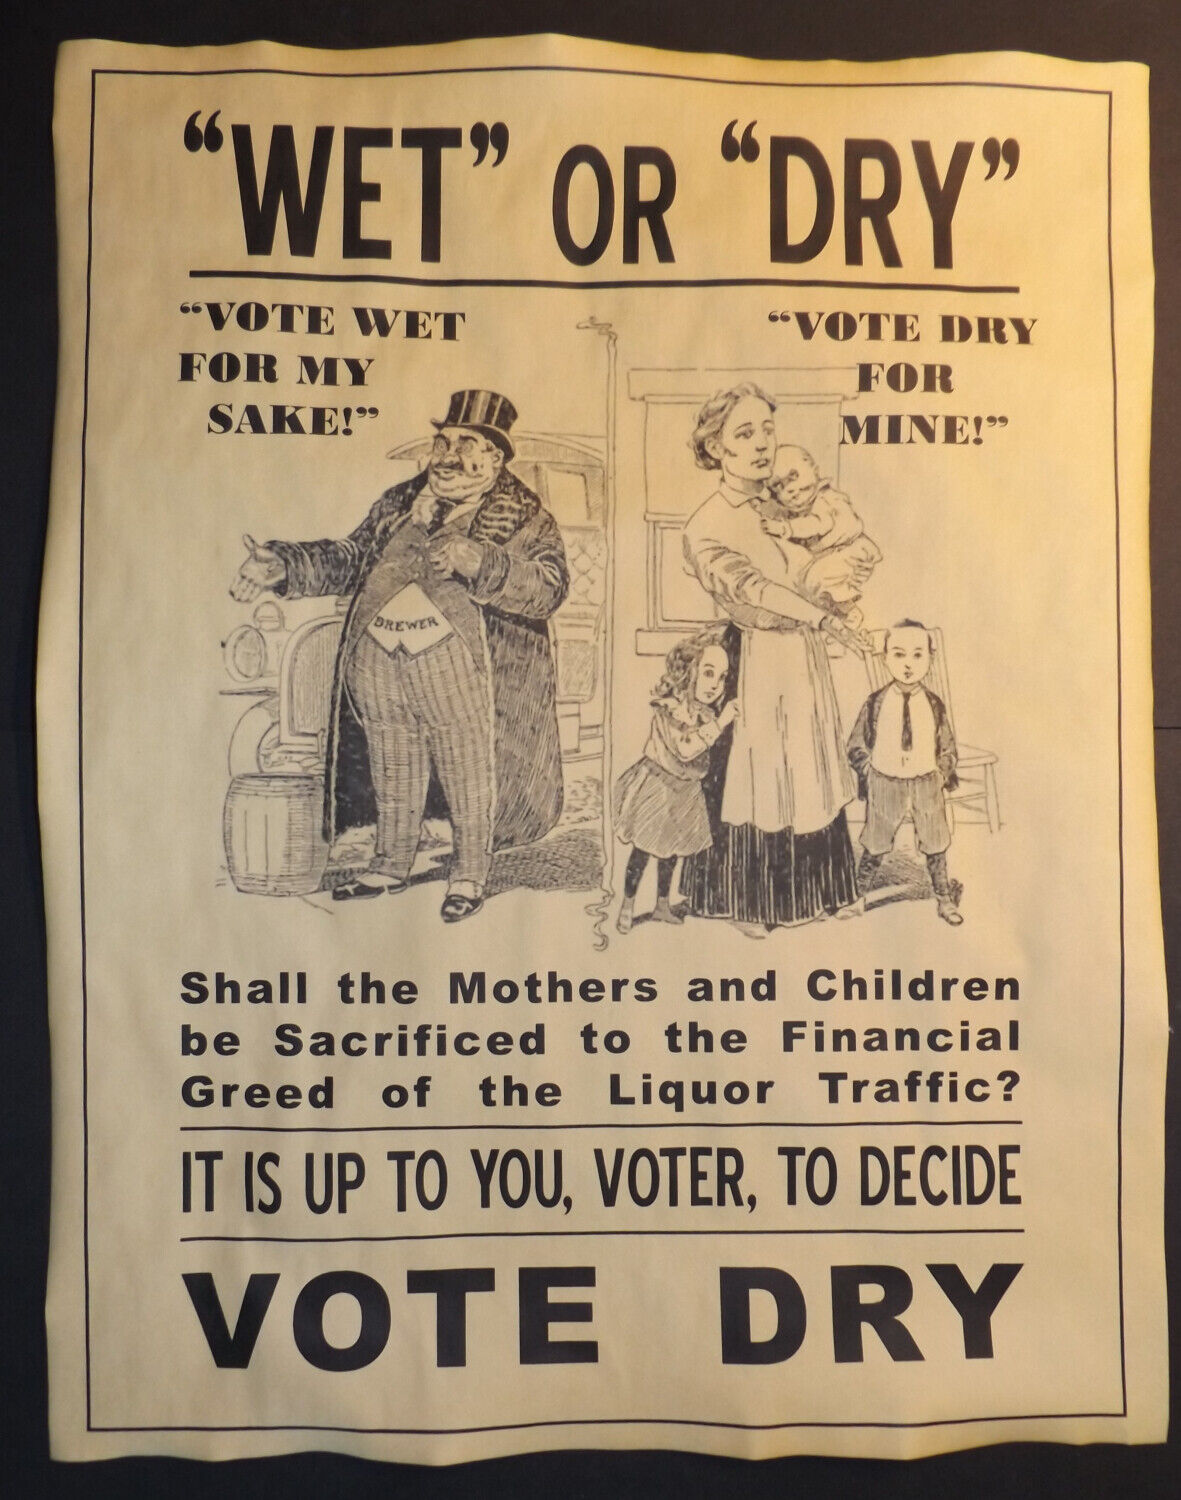 “WET” OR “DRY”
“VOTE WET
FOR MY
SAKE!”
“VOTE DRY
FOR
MINE!”
BREWER
Shall the Mothers and Children
be Sacrificed to the Financial
Greed of the Liquor Traffic?
IT IS UP TO YOU, VOTER, TO DECIDE
VOTE DRY